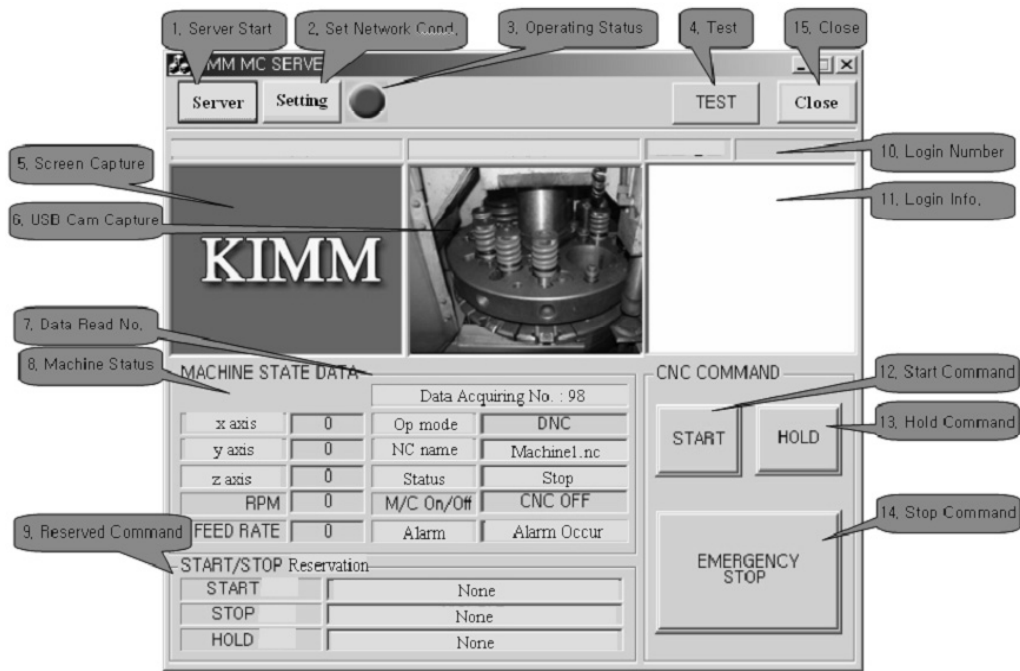 1, Server Start
2, Set Network Cond,
3, Operating Status
4, Test
15, Close
MM MC SERVE
Server
Setting
TEST
Close
5, Screen Capture
10, Login Number
6, USB Cam Capture
11, Login Info,
KIMM
7, Data Read No,
8, Machine Status
MACHINE STATE DATA
CNC COMMAND
12, Start Command
Data Acquiring No. : 98
x axis 0 Op mode DNC
START
HOLD
13, Hold Command
y axis 0 NC name Machine1.nc
z axis 0 Status Stop
RPM 0 M/C On/Off CNC OFF
14, Stop Command
9, Reserved Command
FEED RATE 0 Alarm Alarm Occur
EMERGENCY
STOP
START/STOP Reservation
START None
STOP None
HOLD None